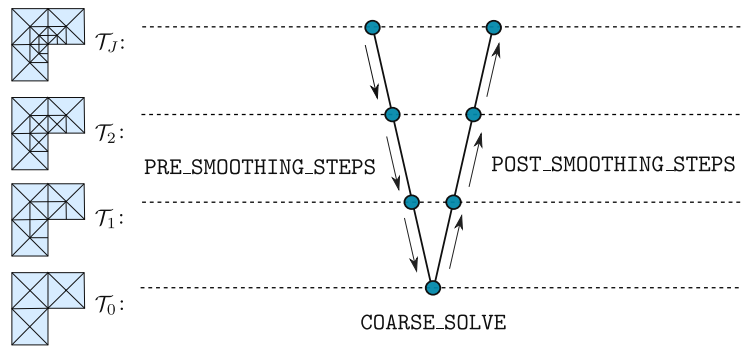 𝒯_J:
𝒯_2:
PRE_SMOOTHING_STEPS
POST_SMOOTHING_STEPS
𝒯_1:
𝒯_0:
COARSE_SOLVE